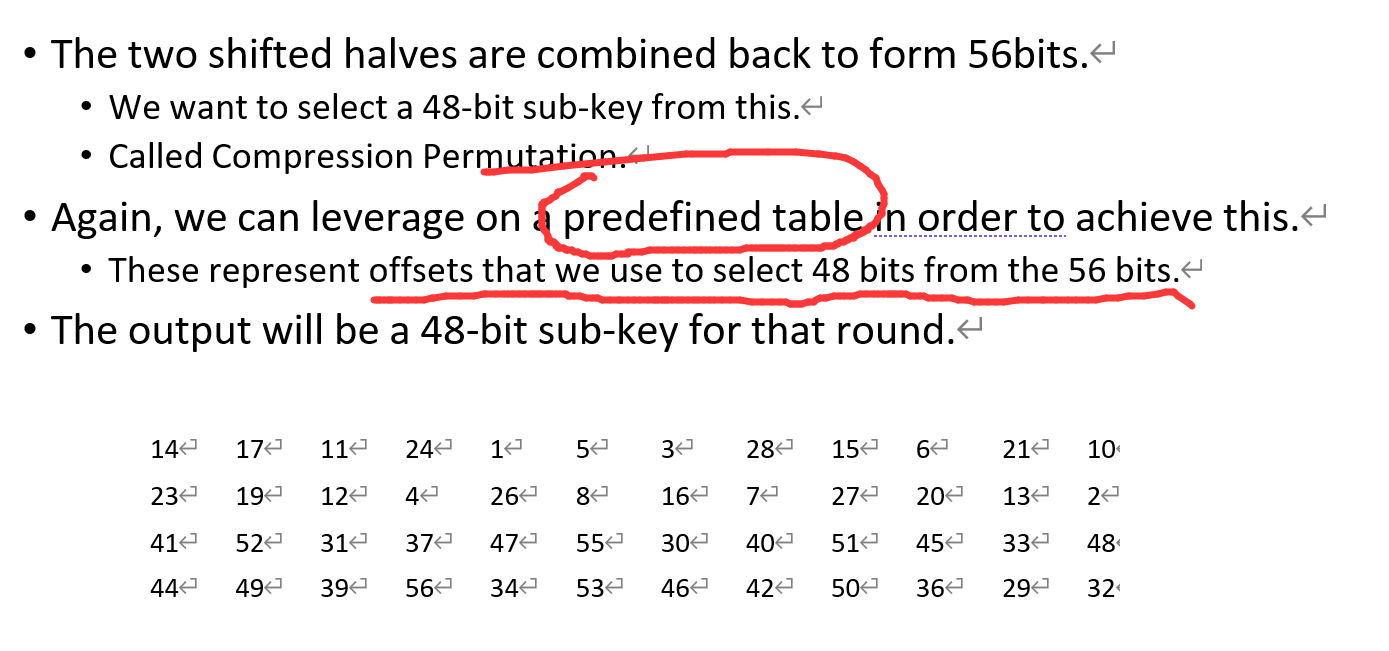 • The two shifted halves are combined back to form 56bits.
• We want to select a 48-bit sub-key from this.
• Called Compression Permutation.
• Again, we can leverage on a predefined table in order to achieve this.
• These represent offsets that we use to select 48 bits from the 56 bits.
• The output will be a 48-bit sub-key for that round.
14 17 11 24 1 5 3 28 15 6 21 10
23 19 12 4 26 8 16 7 27 20 13 2
41 52 31 37 47 55 30 40 51 45 33 48
44 49 39 56 34 53 46 42 50 36 29 32